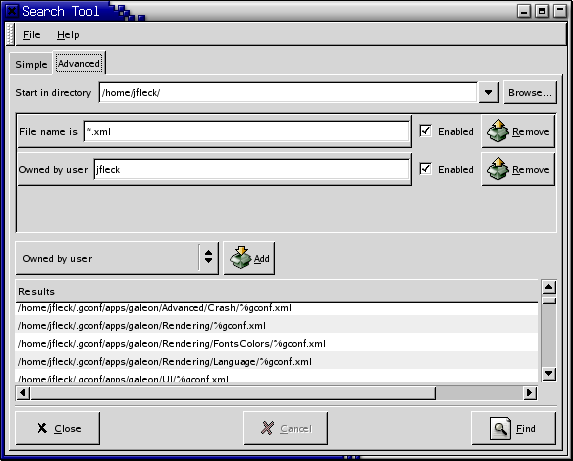 Search Tool
File Help
Simple Advanced
Start in directory /home/jfleck/ Browse...
File name is *.xml Enabled Remove
Owned by user jfleck Enabled Remove
Owned by user Add
Results
/home/jfleck/.gconf/apps/galeon/Advanced/Crash/%gconf.xml
/home/jfleck/.gconf/apps/galeon/Rendering/%gconf.xml
/home/jfleck/.gconf/apps/galeon/Rendering/FontsColors/%gconf.xml
/home/jfleck/.gconf/apps/galeon/Rendering/Language/%gconf.xml
/home/jfleck/.gconf/apps/galeon/UI/%gconf.xml
Close Cancel Find